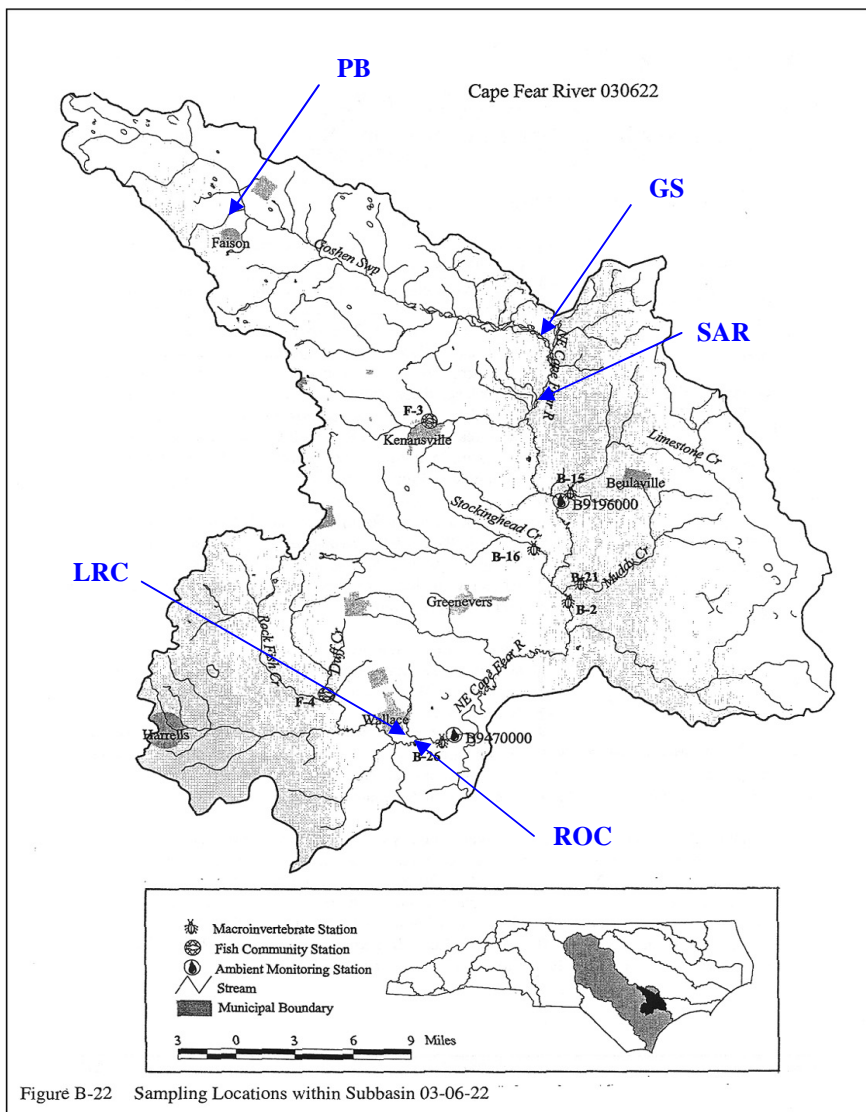 PB
Cape Fear River 030622
GS
Faison
Goshen Swp
NE Cape Fear R
SAR
F-3
Kenansville
Limestone Cr
B-15
Beulaville
B9196000
Stockinghead Cr
B-16
Muddy Cr
B-21
LRC
Greenevers
B-2
Rock Fish Cr
Duff Cr
NE Cape Fear R
F-4
Wallace
Harrells
B9470000
B-26
ROC
Macroinvertebrate Station
Fish Community Station
Ambient Monitoring Station
Stream
Municipal Boundary
3 0 3 6 9 Miles
Figure B-22 Sampling Locations within Subbasin 03-06-22